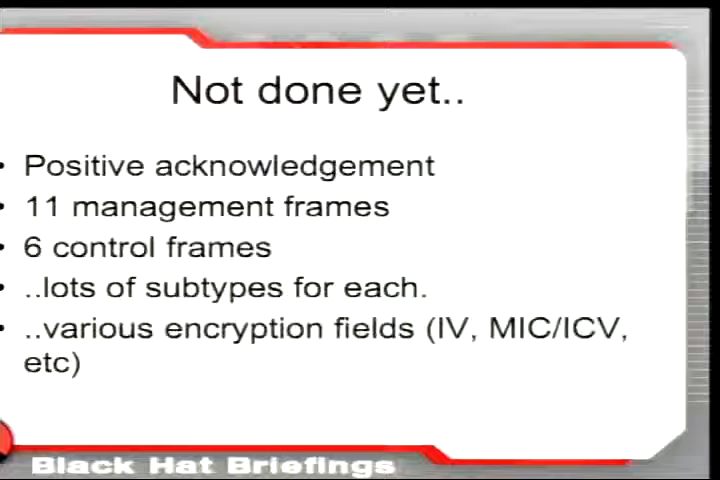 Not done yet..
• Positive acknowledgement
• 11 management frames
• 6 control frames
• ..lots of subtypes for each.
• ..various encryption fields (IV, MIC/ICV,
etc)
Black Hat Briefings